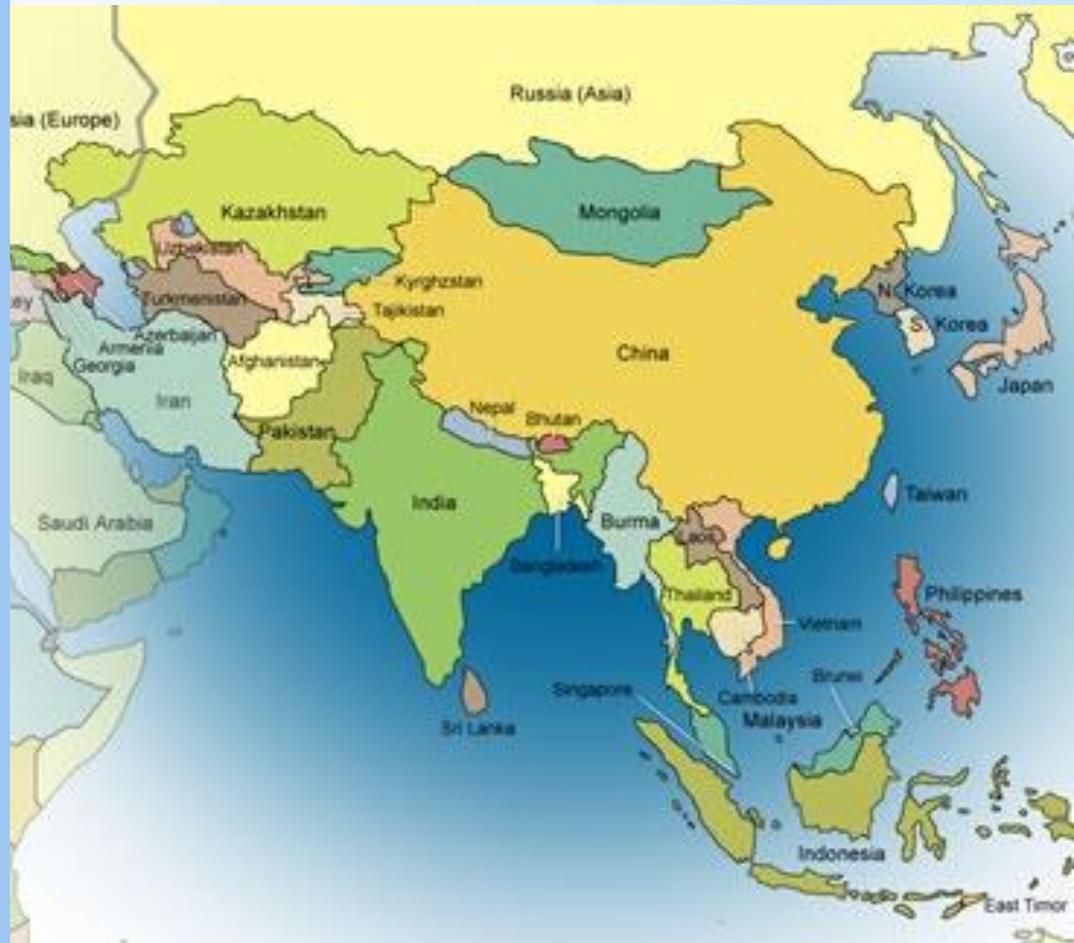 Russia (Asia)
sia (Europe)
Kazakhstan
Mongolia
Uzbekistan
Kyrghzstan
ey
Turkmenistan
N. Korea
Tajikistan
S. Korea
Azerbaijan
Armenia
Afghanistan
China
Georgia
Iraq
Japan
Iran
Nepal
Bhutan
Pakistan
Taiwan
India
Saudi Arabia
Burma
Laos
Bangladesh
Thailand
Philippines
Vietnam
Brunei
Singapore
Cambodia
Malaysia
Sri Lanka
Indonesia
East Timor